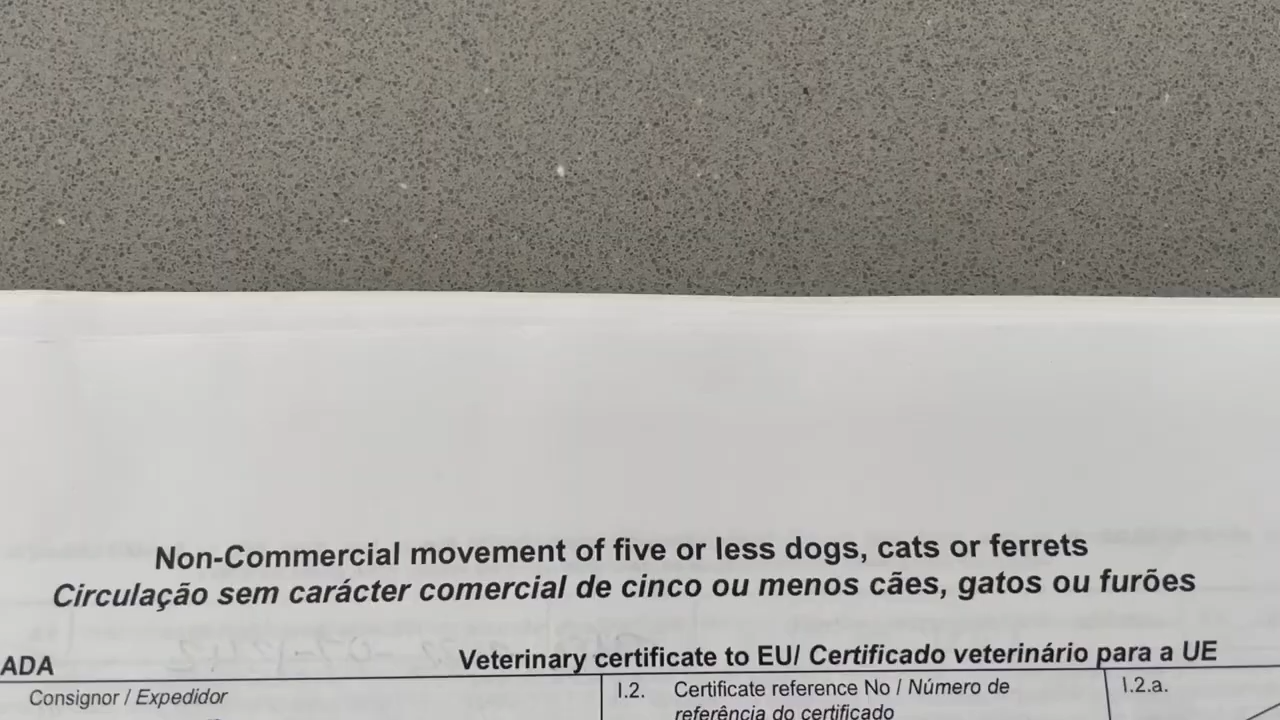 Non-Commercial movement of five or less dogs, cats or ferrets
Circulação sem carácter comercial de cinco ou menos cães, gatos ou furões
ADA Veterinary certificate to EU/ Certificado veterinário para a UE
Consignor / Expedidor I.2. Certificate reference No / Número de I.2.a.
referência do certificado